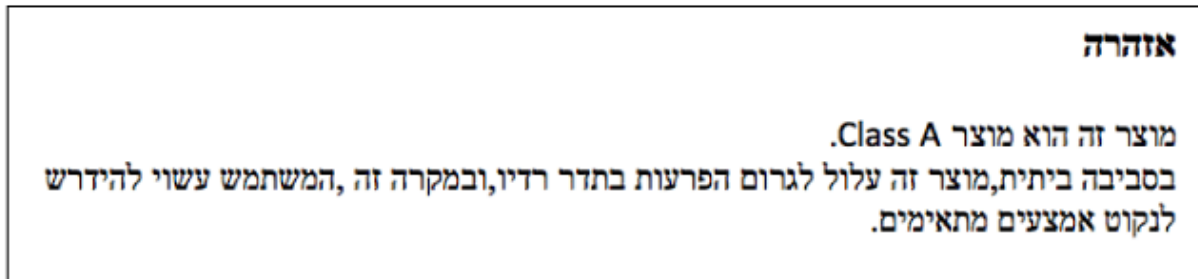 אזהרה
מוצר זה הוא מוצר Class A.
בסביבה ביתית,מוצר זה עלול לגרום הפרעות בתדר רדיו,ובמקרה זה ,המשתמש עשוי להידרש
לנקוט אמצעים מתאימים.